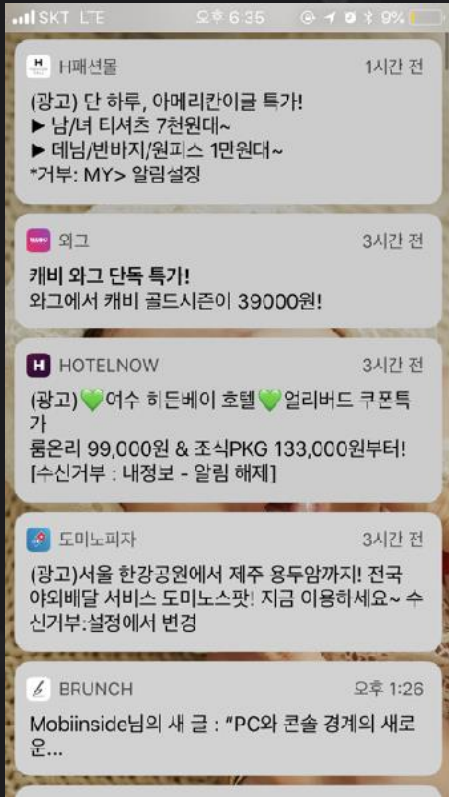 SKT LTE 오후 6:35 9%
H패션몰 1시간 전
(광고) 단 하루, 아메리칸이글 특가!
▶ 남/녀 티셔츠 7천원대~
▶ 데님/반바지/원피스 1만원대~
*거부: MY> 알림설정
와그 3시간 전
캐비 와그 단독 특가!
와그에서 캐비 골드시즌이 39000원!
HOTELNOW 3시간 전
(광고)💚여수 히든베이 호텔💚얼리버드 쿠폰특
가
룸온리 99,000원 & 조식PKG 133,000원부터!
[수신거부 : 내정보 - 알림 해제]
도미노피자 3시간 전
(광고)서울 한강공원에서 제주 용두암까지! 전국
야외배달 서비스 도미노스팟! 지금 이용하세요~ 수
신거부:설정에서 변경
BRUNCH 오후 1:26
Mobiinside님의 새 글 : "PC와 콘솔 경계의 새로
운...